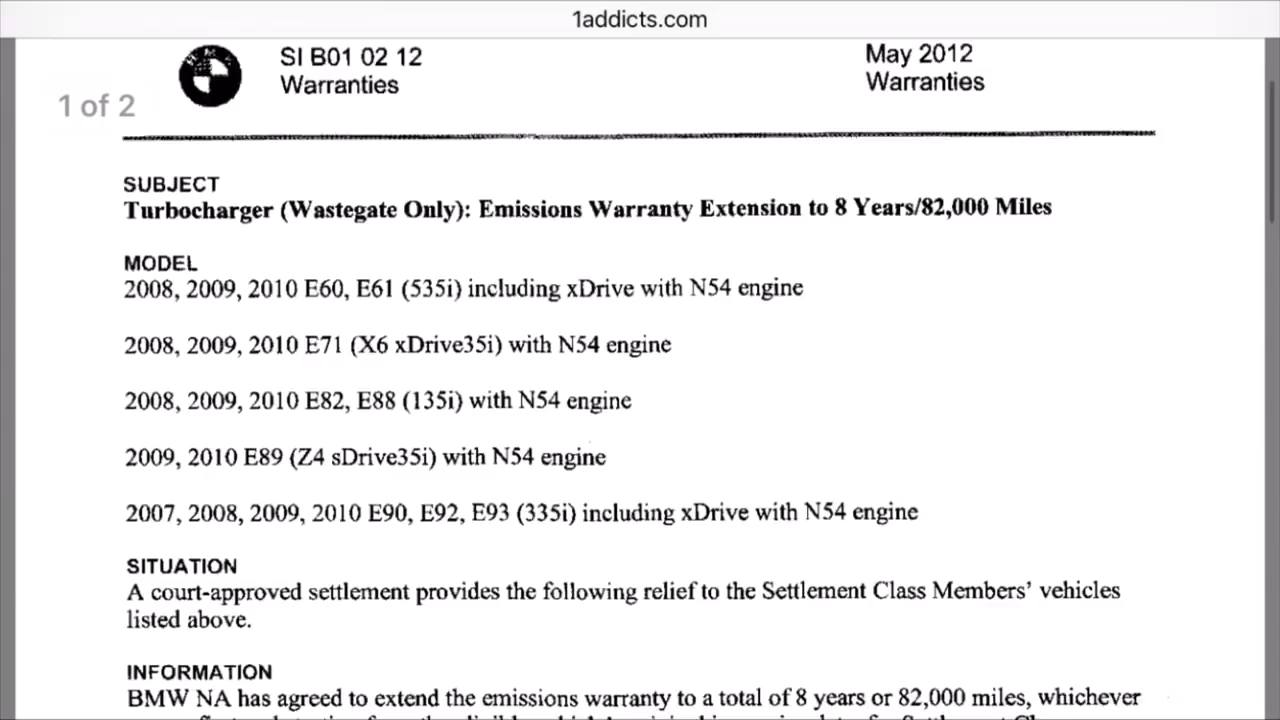 1addicts.com
SI B01 02 12
Warranties
May 2012
Warranties
1 of 2
SUBJECT
Turbocharger (Wastegate Only): Emissions Warranty Extension to 8 Years/82,000 Miles
MODEL
2008, 2009, 2010 E60, E61 (535i) including xDrive with N54 engine
2008, 2009, 2010 E71 (X6 xDrive35i) with N54 engine
2008, 2009, 2010 E82, E88 (135i) with N54 engine
2009, 2010 E89 (Z4 sDrive35i) with N54 engine
2007, 2008, 2009, 2010 E90, E92, E93 (335i) including xDrive with N54 engine
SITUATION
A court-approved settlement provides the following relief to the Settlement Class Members' vehicles
listed above.
INFORMATION
BMW NA has agreed to extend the emissions warranty to a total of 8 years or 82,000 miles, whichever